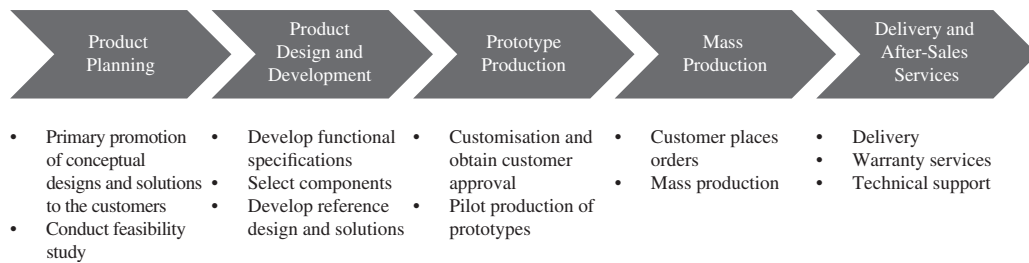 Product
Planning
Product
Design and
Development
Prototype
Production
Mass
Production
Delivery and
After-Sales
Services
• Primary promotion
of conceptual
designs and solutions
to the customers
• Conduct feasibility
study
• Develop functional
specifications
• Select components
• Develop reference
design and solutions
• Customisation and
obtain customer
approval
• Pilot production of
prototypes
• Customer places
orders
• Mass production
• Delivery
• Warranty services
• Technical support